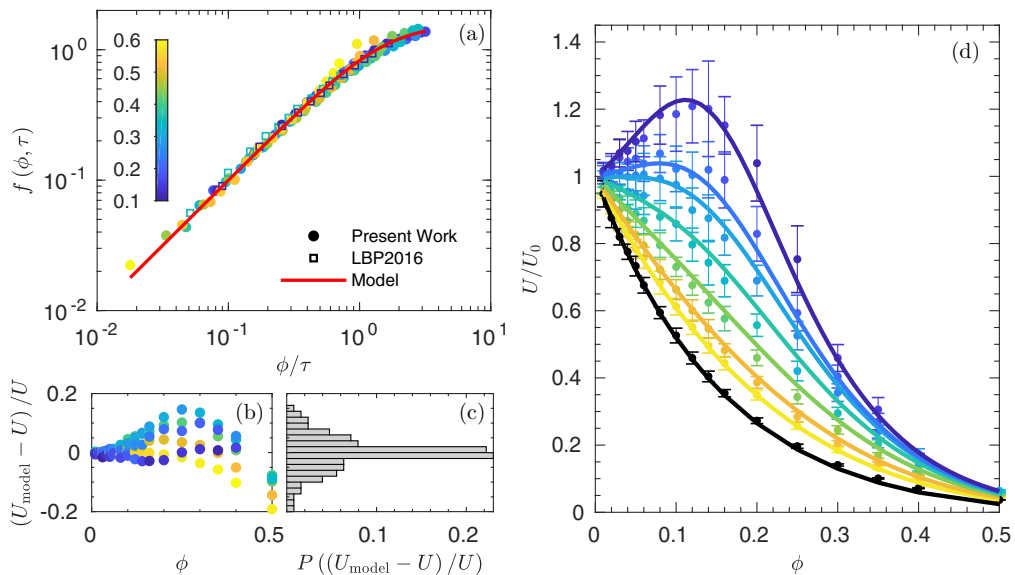 (a)
f (ϕ, τ)
10^0
10^-1
10^-2
0.6
0.5
0.4
0.3
0.2
0.1
Present Work
LBP2016
Model
10^-2
10^-1
10^0
10^1
ϕ/τ
(b)
((U_model − U) /U
0.2
0
-0.2
0
0.5
ϕ
(c)
0.1
0.2
P ((U_model − U) /U)
(d)
U/U_0
1.4
1.2
1
0.8
0.6
0.4
0.2
0
0
0.1
0.2
0.3
0.4
0.5
ϕ